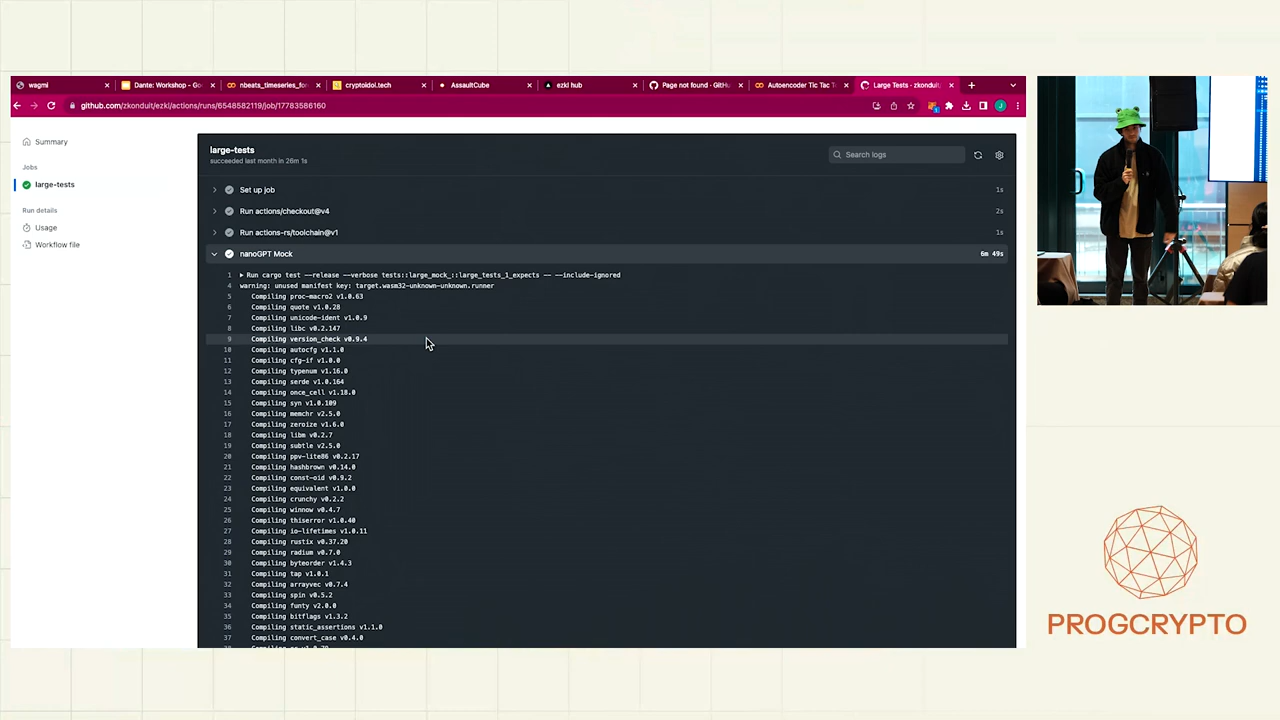 wagmi
Dante: Workshop - Go
nbeats_timeseries_for
cryptoidol.tech
AssaultCube
ezkl hub
Page not found · GitH
Autoencoder Tic Tac T
Large Tests · zkonduit
github.com/zkonduit/ezkl/actions/runs/6548582119/job/17783586160
Summary
Jobs
large-tests
Run details
Usage
Workflow file
large-tests
succeeded last month in 26m 1s
Search logs
Set up job 1s
Run actions/checkout@v4 2s
Run actions-rs/toolchain@v1 1s
nanoGPT Mock 6m 49s
1 Run cargo test --release --verbose tests::large_mock_::large_tests_1_expects -- --include-ignored
4 warning: unused manifest key: target.wasm32-unknown-unknown.runner
5 Compiling proc-macro2 v1.0.63
6 Compiling quote v1.0.28
7 Compiling unicode-ident v1.0.9
8 Compiling libc v0.2.147
9 Compiling version_check v0.9.4
10 Compiling autocfg v1.1.0
11 Compiling cfg-if v1.0.0
12 Compiling typenum v1.16.0
13 Compiling serde v1.0.164
14 Compiling once_cell v1.18.0
15 Compiling syn v1.0.109
16 Compiling memchr v2.5.0
17 Compiling zeroize v1.6.0
18 Compiling libm v0.2.7
19 Compiling subtle v2.5.0
20 Compiling ppv-lite86 v0.2.17
21 Compiling hashbrown v0.14.0
22 Compiling const-oid v0.9.2
23 Compiling equivalent v1.0.0
24 Compiling crunchy v0.2.2
25 Compiling winnow v0.4.7
26 Compiling thiserror v1.0.40
27 Compiling io-lifetimes v1.0.11
28 Compiling rustix v0.37.20
29 Compiling radium v0.7.0
30 Compiling byteorder v1.4.3
31 Compiling tap v1.0.1
32 Compiling arrayvec v0.7.4
33 Compiling spin v0.5.2
34 Compiling funty v2.0.0
35 Compiling bitflags v1.3.2
36 Compiling static_assertions v1.1.0
37 Compiling convert_case v0.4.0
PROGCRYPTO